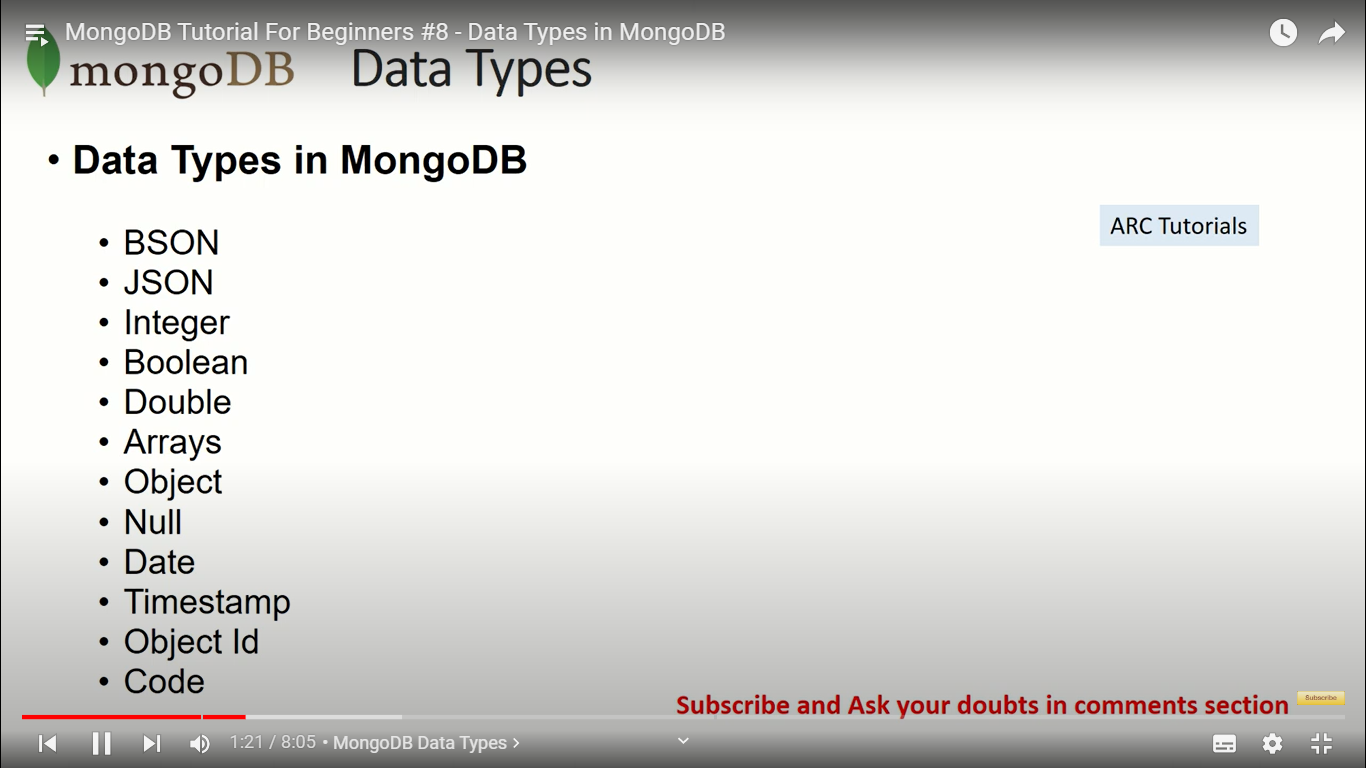 MongoDB Tutorial For Beginners #8 - Data Types in MongoDB
mongoDB Data Types
• Data Types in MongoDB
ARC Tutorials
• BSON
• JSON
• Integer
• Boolean
• Double
• Arrays
• Object
• Null
• Date
• Timestamp
• Object Id
• Code
Subscribe and Ask your doubts in comments section
Subscribe
1:21 / 8:05 • MongoDB Data Types >